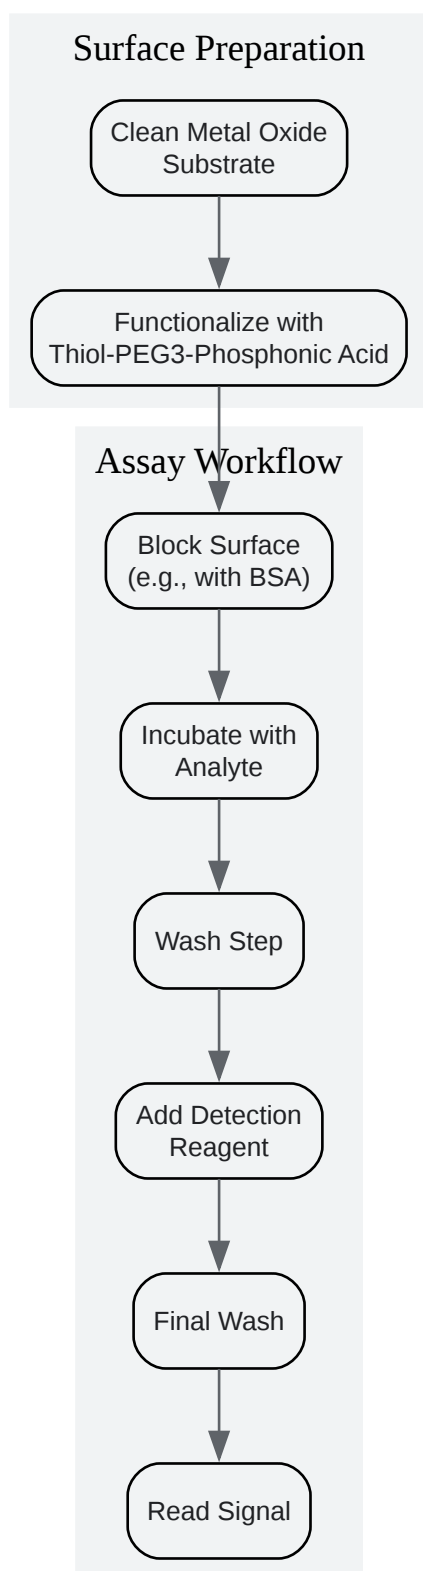 Surface Preparation
Clean Metal Oxide
Substrate
Functionalize with
Thiol-PEG3-Phosphonic Acid
Assay Workflow
Block Surface
(e.g., with BSA)
Incubate with
Analyte
Wash Step
Add Detection
Reagent
Final Wash
Read Signal